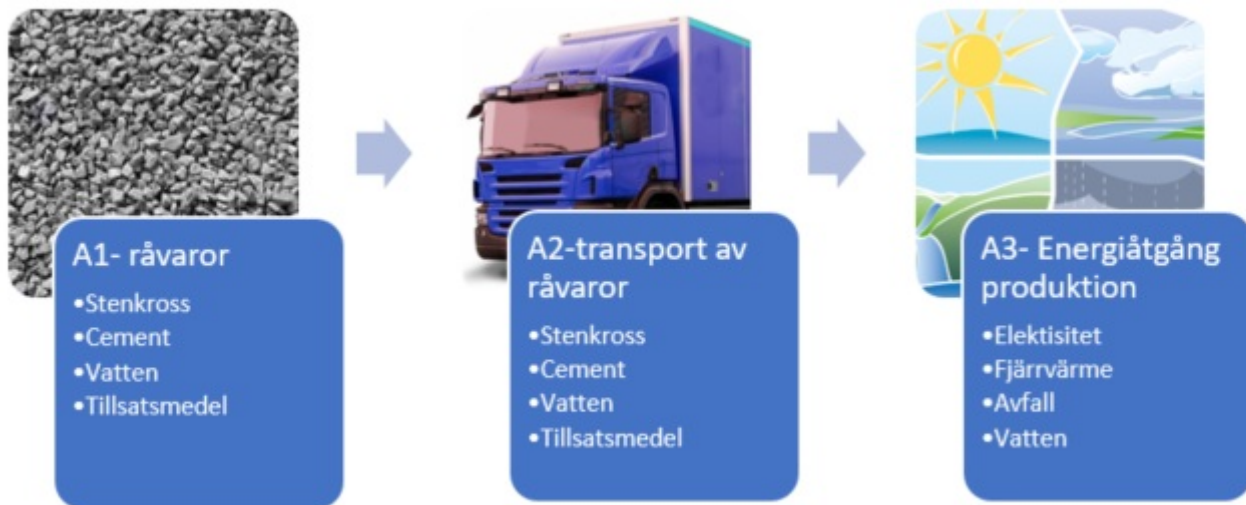 A1- råvaror
•Stenkross
•Cement
•Vatten
•Tillsatsmedel
A2-transport av
råvaror
•Stenkross
•Cement
•Vatten
•Tillsatsmedel
A3- Energiåtgång
produktion
•Elektisitet
•Fjärrvärme
•Avfall
•Vatten